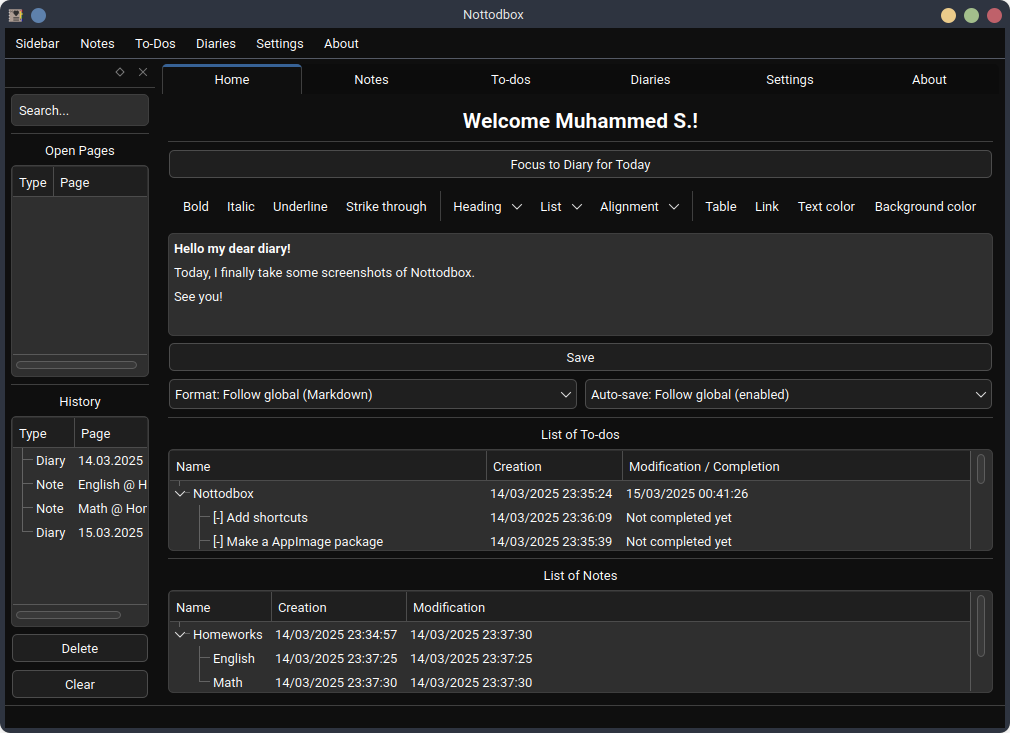 Nottodbox
Sidebar Notes To-Dos Diaries Settings About
Home Notes To-dos Diaries Settings About
Search...
Open Pages
Type Page
History
Type Page
Diary 14.03.2025
Note English @ H
Note Math @ Hor
Diary 15.03.2025
Delete
Clear
Welcome Muhammed S.!
Focus to Diary for Today
Bold Italic Underline Strike through Heading List Alignment Table Link Text color Background color
Hello my dear diary!
Today, I finally take some screenshots of Nottodbox.
See you!
Save
Format: Follow global (Markdown) Auto-save: Follow global (enabled)
List of To-dos
Name Creation Modification / Completion
Nottodbox 14/03/2025 23:35:24 15/03/2025 00:41:26
[-] Add shortcuts 14/03/2025 23:36:09 Not completed yet
[-] Make a AppImage package 14/03/2025 23:35:39 Not completed yet
List of Notes
Name Creation Modification
Homeworks 14/03/2025 23:34:57 14/03/2025 23:37:30
English 14/03/2025 23:37:25 14/03/2025 23:37:25
Math 14/03/2025 23:37:30 14/03/2025 23:37:30